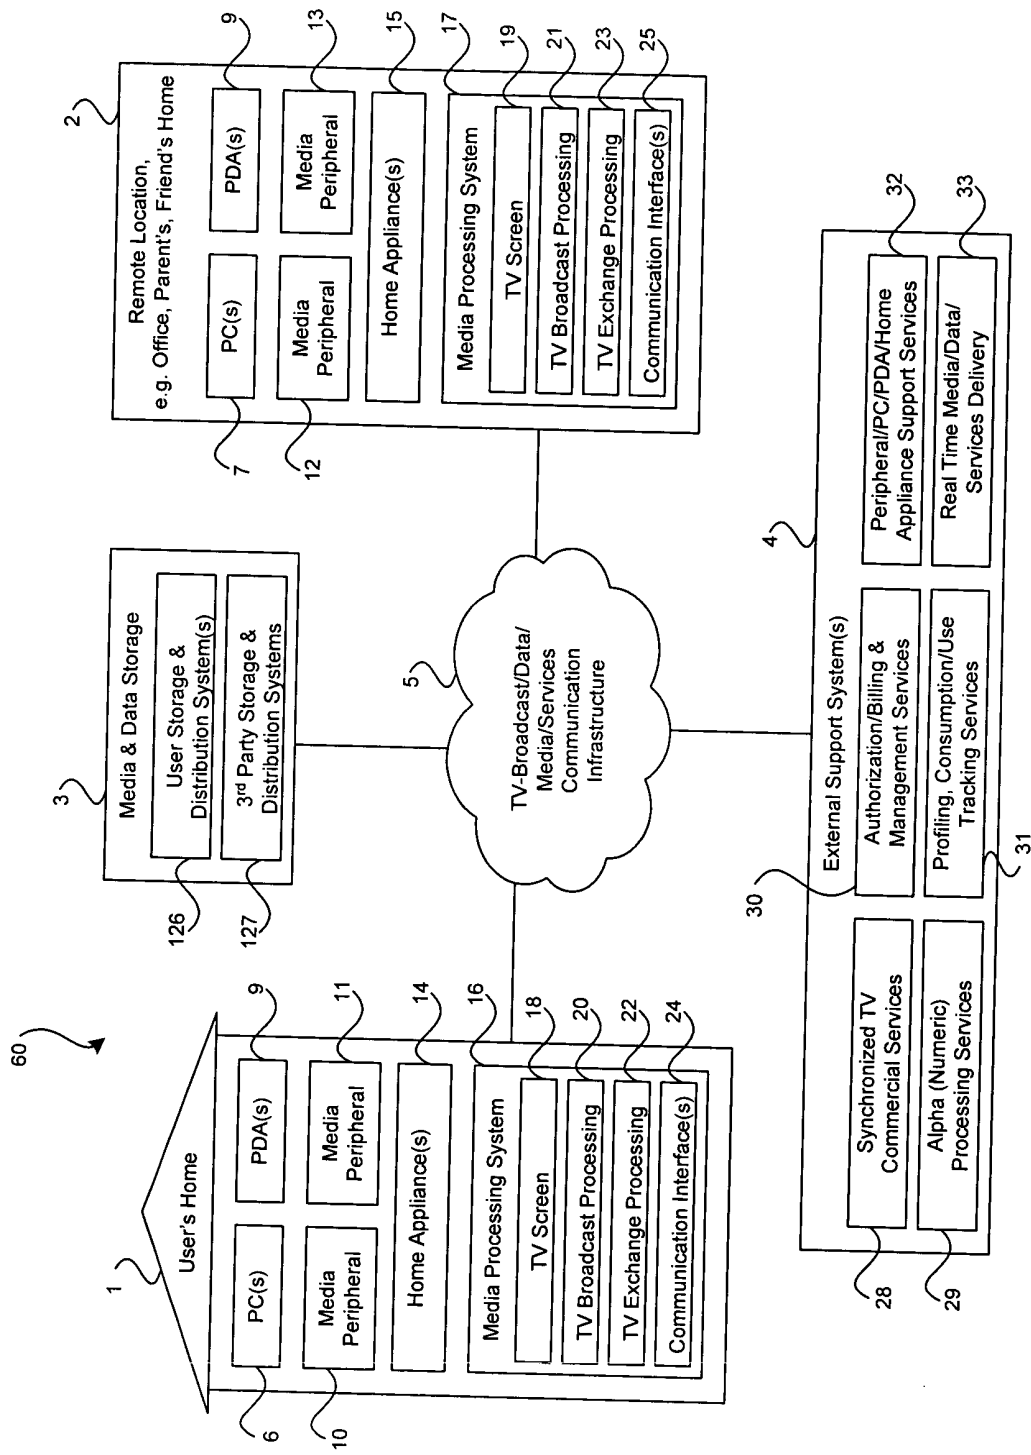 60
1
User's Home
PC(s)
PDA(s)
6
9
Media
Peripheral
Media
Peripheral
10
11
Home Appliance(s)
14
Media Processing System
16
TV Screen
18
TV Broadcast Processing
20
TV Exchange Processing
22
Communication Interface(s)
24
3
Media & Data Storage
User Storage &
Distribution System(s)
126
3rd Party Storage &
Distribution Systems
127
5
TV-Broadcast/Data/
Media/Services
Communication
Infrastructure
2
Remote Location,
e.g. Office, Parent's, Friend's Home
PC(s)
PDA(s)
7
9
Media
Peripheral
Media
Peripheral
12
13
Home Appliance(s)
15
Media Processing System
17
TV Screen
19
TV Broadcast Processing
21
TV Exchange Processing
23
Communication Interface(s)
25
4
External Support System(s)
Synchronized TV
Commercial Services
28
Authorization/Billing &
Management Services
30
Peripheral/PC/PDA/Home
Appliance Support Services
32
Alpha (Numeric)
Processing Services
29
Profiling, Consumption/Use
Tracking Services
31
Real Time Media/Data/
Services Delivery
33